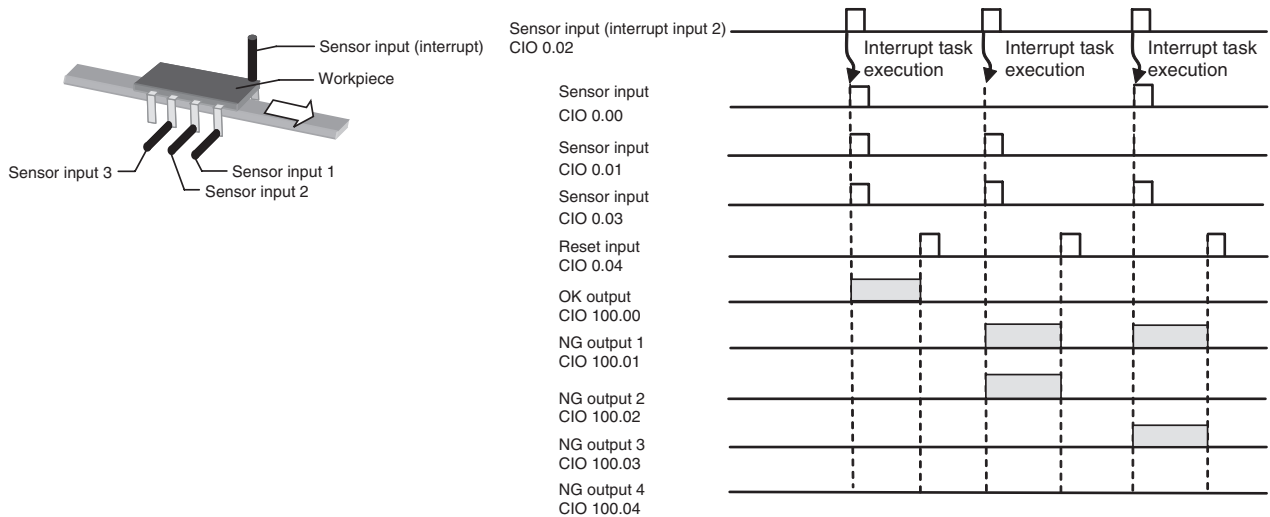 Sensor input (interrupt)
Workpiece
Sensor input 1
Sensor input 3
Sensor input 2
Sensor input (interrupt input 2)
CIO 0.02
Interrupt task
execution
Interrupt task
execution
Interrupt task
execution
Sensor input
CIO 0.00
Sensor input
CIO 0.01
Sensor input
CIO 0.03
Reset input
CIO 0.04
OK output
CIO 100.00
NG output 1
CIO 100.01
NG output 2
CIO 100.02
NG output 3
CIO 100.03
NG output 4
CIO 100.04